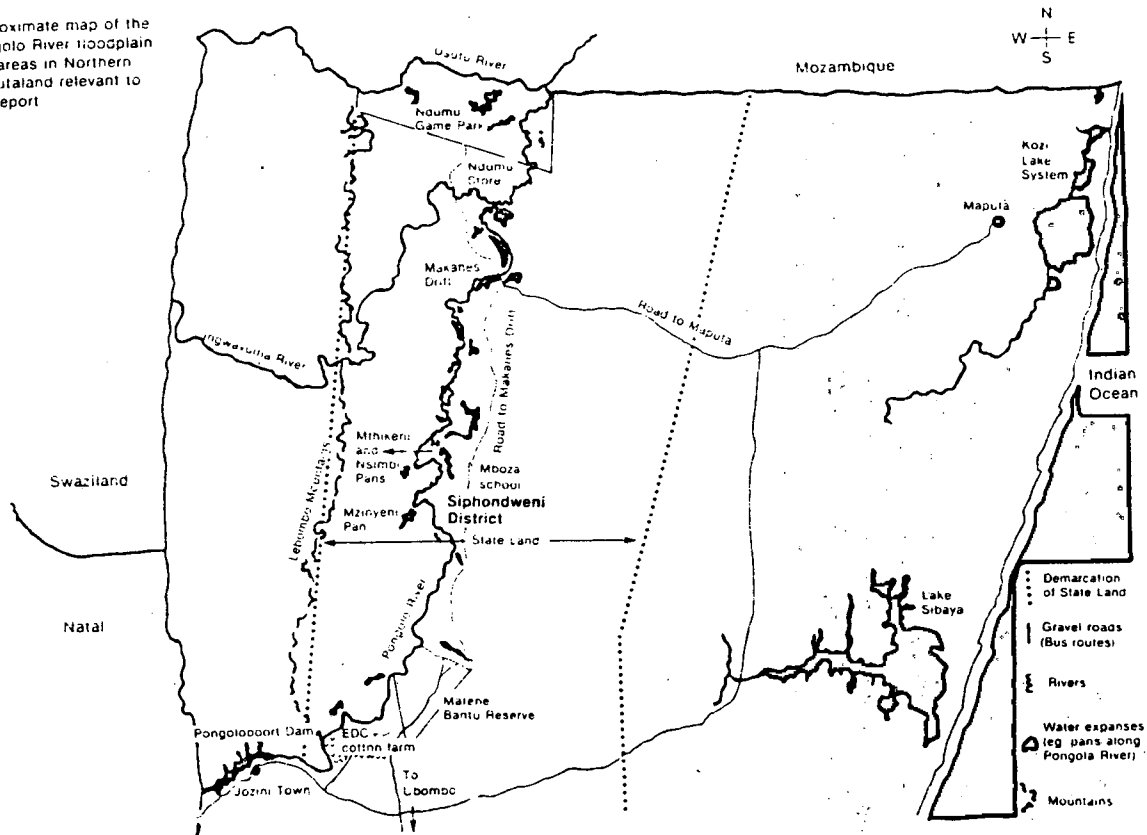 oximate map of the
golo River floodplain
areas in Northern
utaland relevant to
eport
N
W E
S
Usutu River
Mozambique
Ndumu
Game Park
Ndumu
Store
Kozi
Lake
System
Maputa
Makanes
Drift
Road to Maputa
Ingwavuma River
Road to Makanes Drift
Indian
Ocean
Mthikeni
and
Nsimbi
Pans
Mboza
school
Swaziland
Lebombo Mountains
Siphondweni
District
Mzinyeni
Pan
State Land
Demarcation
of State Land
Lake
Sibaya
Natal
Pongolo River
Gravel roads
(Bus routes)
Rivers
Matene
Bantu Reserve
Pongolopoort Dam
EDC
cotton farm
Water expanses
(eg. pans along
Pongola River)
To
Ubombo
Jozini Town
Mountains